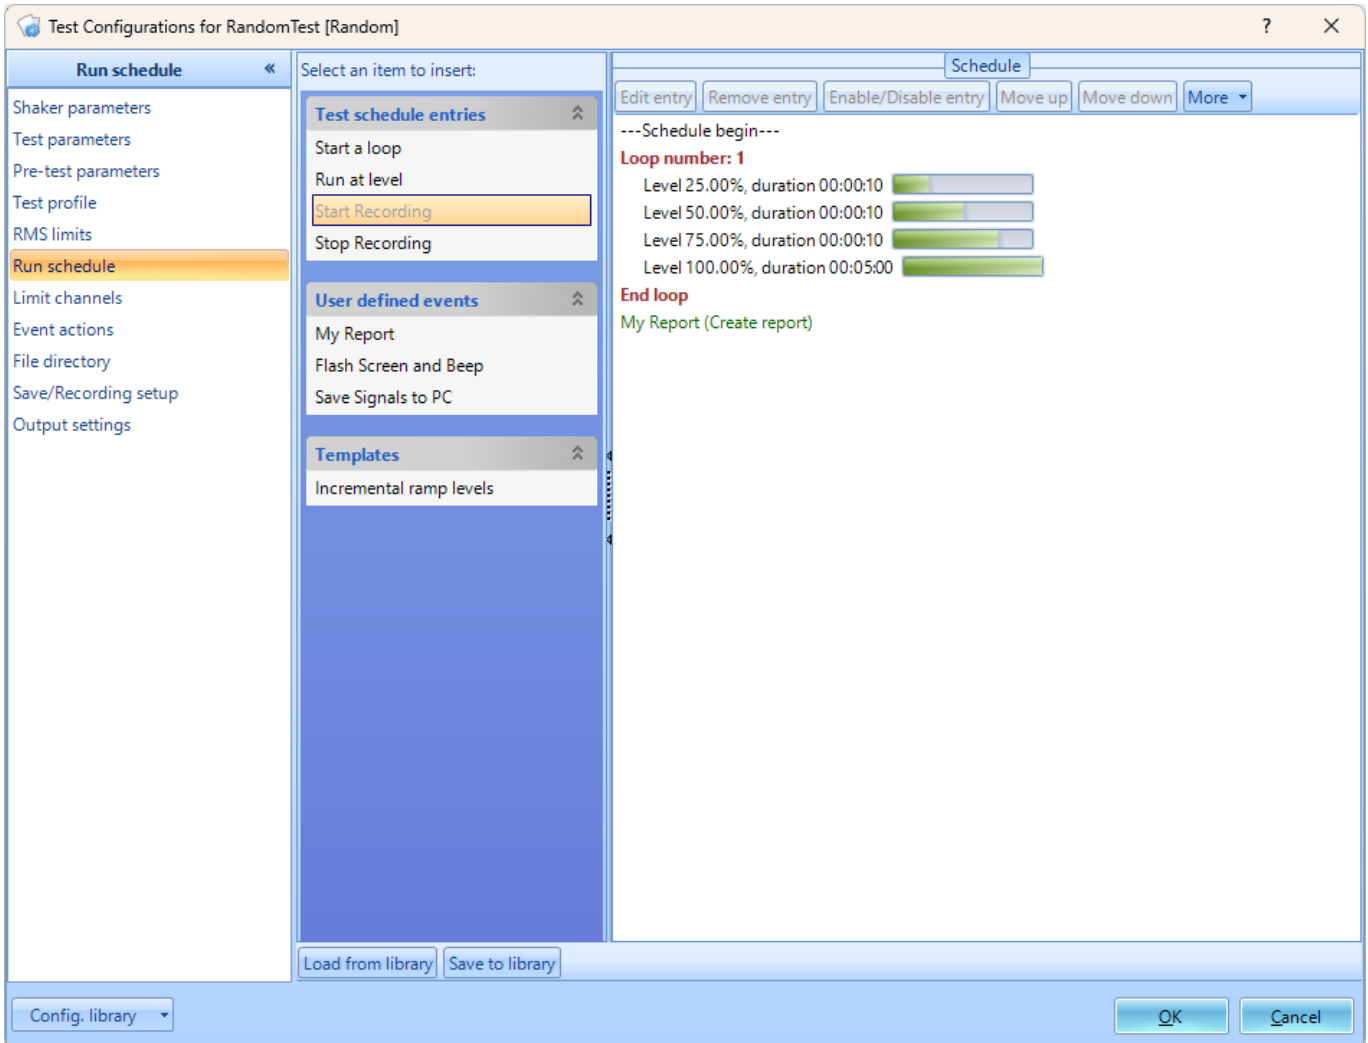 Test Configurations for RandomTest [Random]
?
Run schedule «
Shaker parameters
Test parameters
Pre-test parameters
Test profile
RMS limits
Run schedule
Limit channels
Event actions
File directory
Save/Recording setup
Output settings
Select an item to insert:
Test schedule entries
Start a loop
Run at level
Start Recording
Stop Recording
User defined events
My Report
Flash Screen and Beep
Save Signals to PC
Templates
Incremental ramp levels
Schedule
Edit entry Remove entry Enable/Disable entry Move up Move down More
---Schedule begin---
Loop number: 1
Level 25.00%, duration 00:00:10
Level 50.00%, duration 00:00:10
Level 75.00%, duration 00:00:10
Level 100.00%, duration 00:05:00
End loop
My Report (Create report)
Load from library Save to library
Config. library
OK Cancel